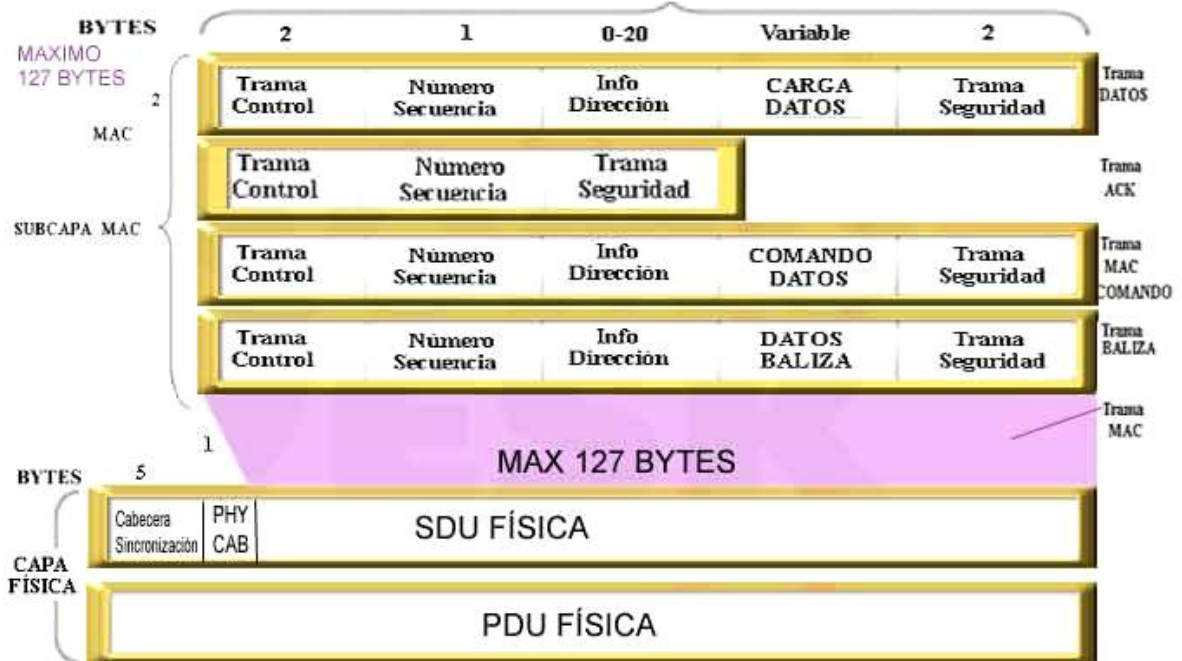 BYTES 2 1 0-20 Variable 2
MAXIMO
127 BYTES
2
MAC
SUBCAPA MAC
Trama Número Info CARGA Trama
Control Secuencia Dirección DATOS Seguridad
Trama
DATOS
Trama Número Trama
Control Secuencia Seguridad
Trama
ACK
Trama Número Info COMANDO Trama
Control Secuencia Dirección DATOS Seguridad
Trama
MAC
COMANDO
Trama Número Info DATOS Trama
Control Secuencia Dirección BALIZA Seguridad
Trama
BALIZA
Trama
MAC
1
MAX 127 BYTES
BYTES 5
Cabecera PHY
Sincronización CAB
SDU FÍSICA
CAPA
FÍSICA
PDU FÍSICA